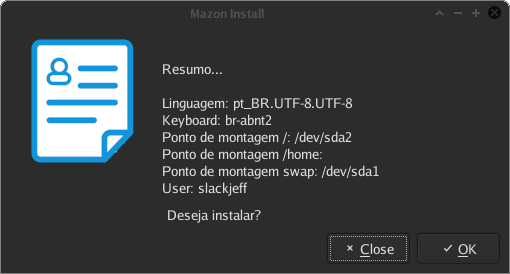 Mazon Install
Resumo...
Linguagem: pt_BR.UTF-8.UTF-8
Keyboard: br-abnt2
Ponto de montagem /: /dev/sda2
Ponto de montagem /home:
Ponto de montagem swap: /dev/sda1
User: slackjeff
Deseja instalar?
Close
OK